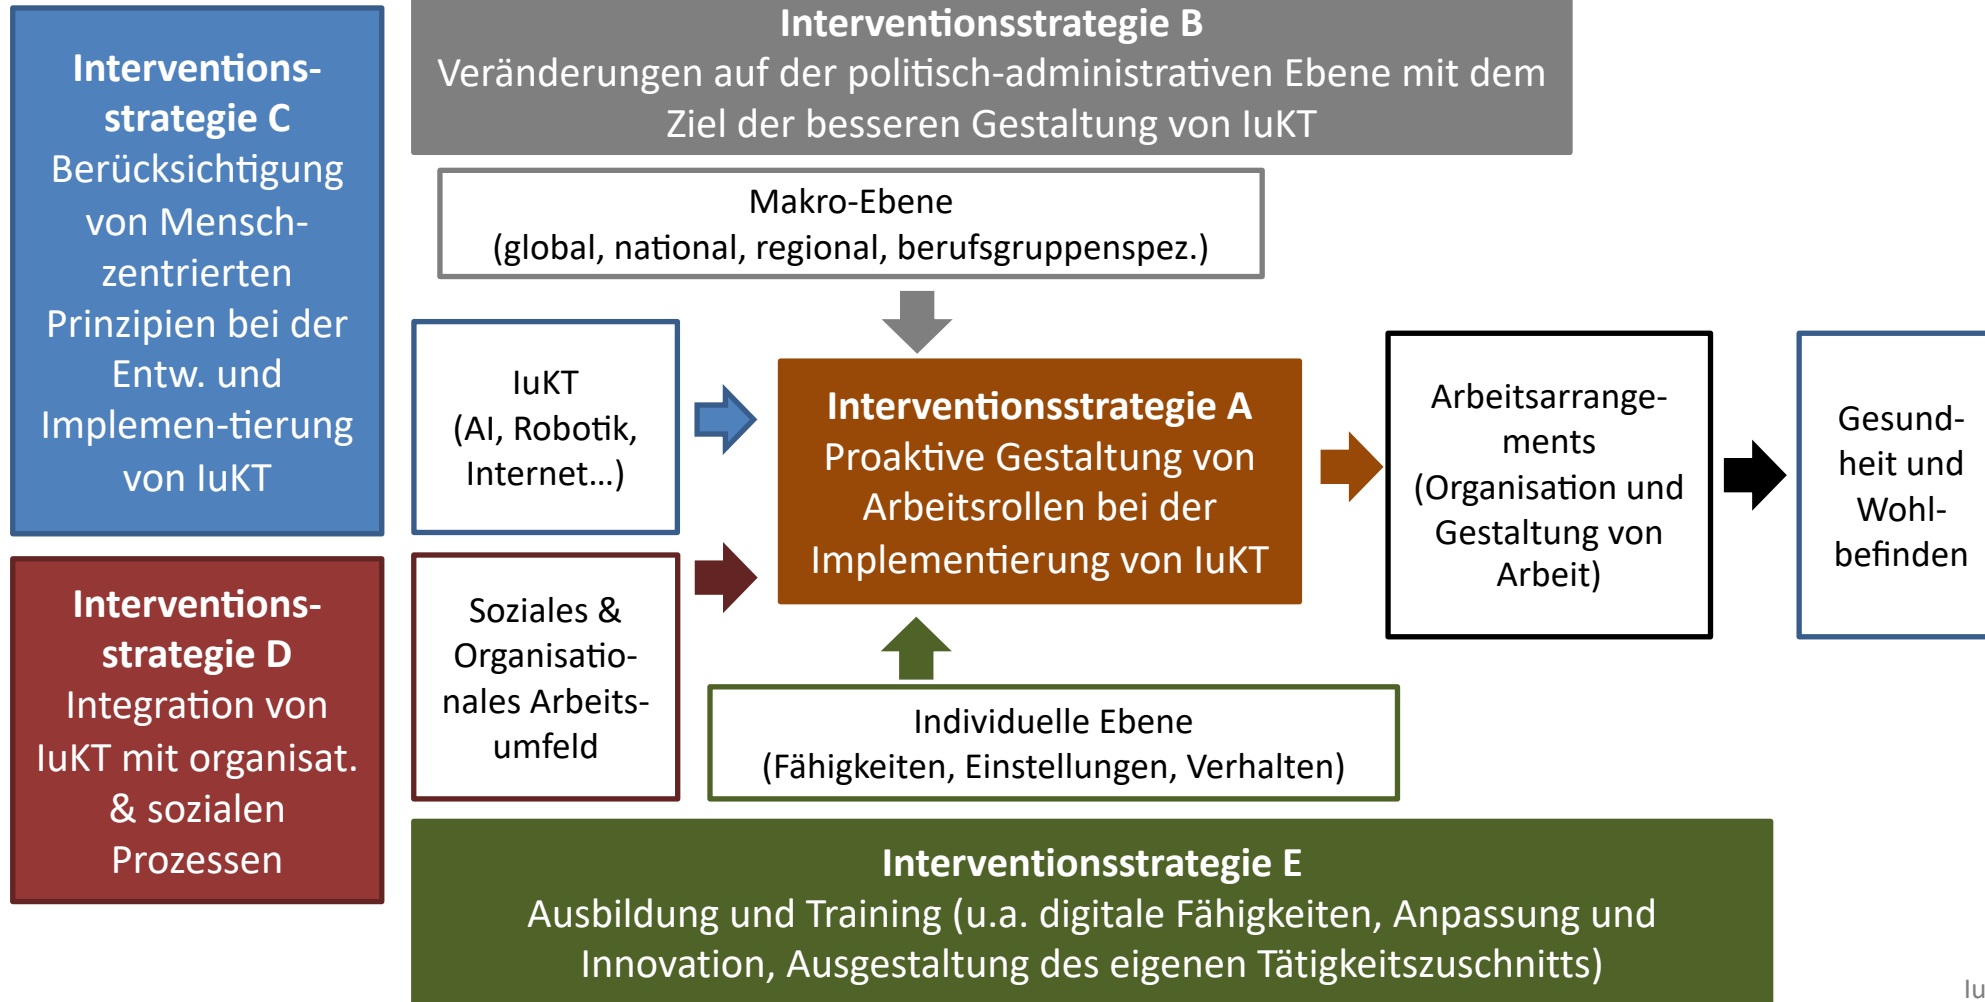 Interventions-
strategie C
Berücksichtigung
von Mensch-
zentrierten
Prinzipien bei der
Entw. und
Implemen-tierung
von IuKT
Interventionsstrategie B
Veränderungen auf der politisch-administrativen Ebene mit dem
Ziel der besseren Gestaltung von IuKT
Makro-Ebene
(global, national, regional, berufsgruppenspez.)
IuKT
(AI, Robotik,
Internet...)
Interventionsstrategie A
Proaktive Gestaltung von
Arbeitsrollen bei der
Implementierung von IuKT
Arbeitsarrange-
ments
(Organisation und
Gestaltung von
Arbeit)
Gesund-
heit und
Wohl-
befinden
Interventions-
strategie D
Integration von
IuKT mit organisat.
& sozialen
Prozessen
Soziales &
Organisatio-
nales Arbeits-
umfeld
Individuelle Ebene
(Fähigkeiten, Einstellungen, Verhalten)
Interventionsstrategie E
Ausbildung und Training (u.a. digitale Fähigkeiten, Anpassung und
Innovation, Ausgestaltung des eigenen Tätigkeitszuschnitts)